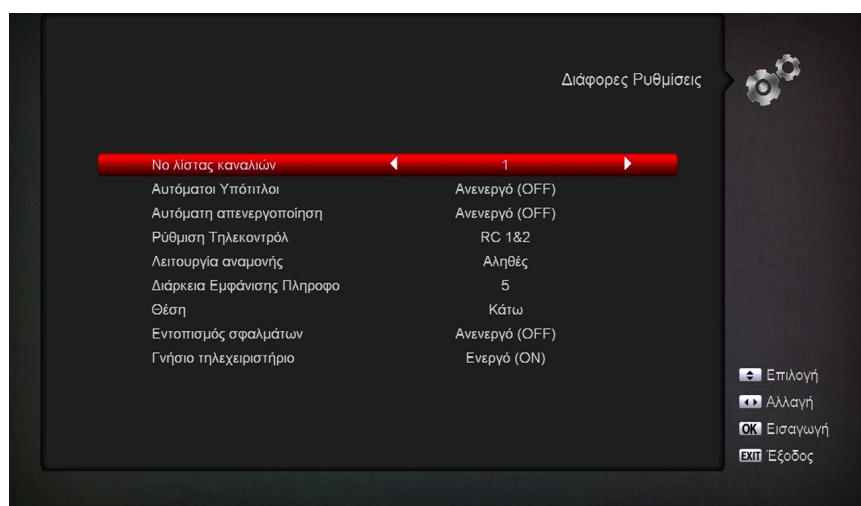 Διάφορες Ρυθμίσεις
Νο λίστας καναλιών 1
Αυτόματοι Υπότιτλοι Ανενεργό (OFF)
Αυτόματη απενεργοποίηση Ανενεργό (OFF)
Ρύθμιση Τηλεκοντρόλ RC 1&2
Λειτουργία αναμονής Αληθές
Διάρκεια Εμφάνισης Πληροφο 5
Θέση Κάτω
Εντοπισμός σφαλμάτων Ανενεργό (OFF)
Γνήσιο τηλεχειριστήριο Ενεργό (ON)
Επιλογή
Αλλαγή
OK Εισαγωγή
EXIT Έξοδος